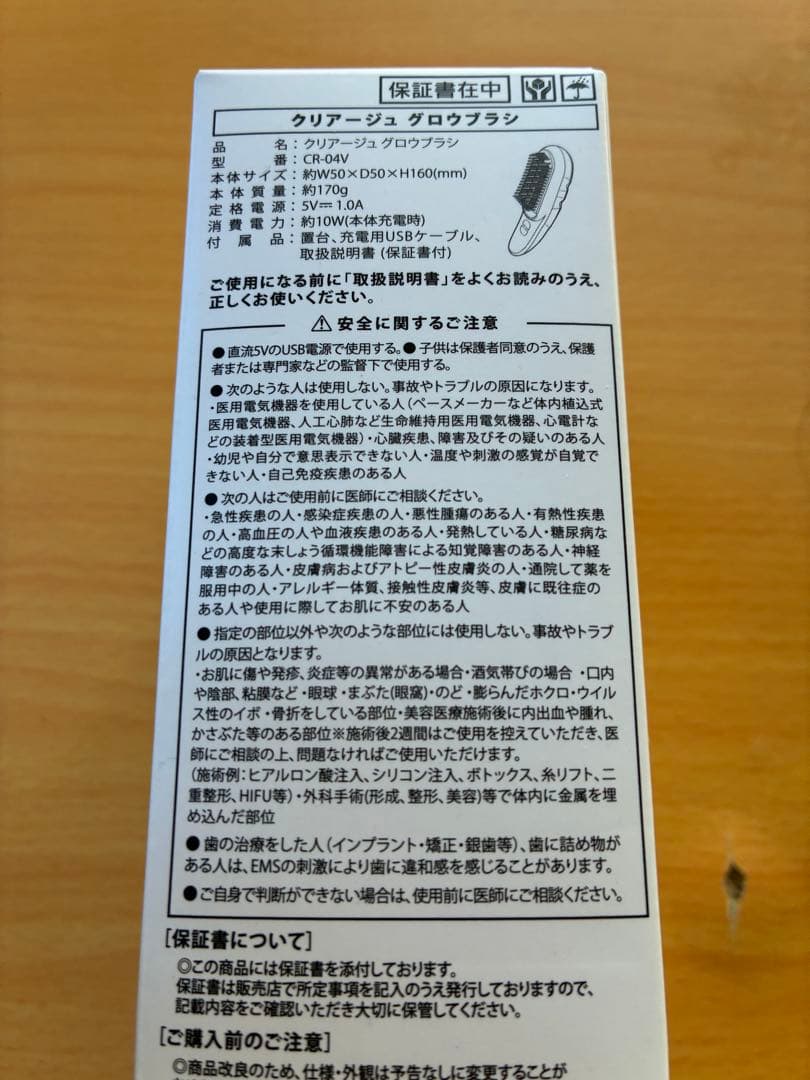 保証書在中
クリアージュ グロウブラシ
品名：クリアージュ グロウブラシ
型番：CR-04V
本体サイズ：約W50×D50×H160(mm)
本体質量：約170g
定格電源：5V⎓1.0A
消費電力：約10W(本体充電時)
付属品：置台、充電用USBケーブル、
取扱説明書（保証書付）
ご使用になる前に「取扱説明書」をよくお読みのうえ、
正しくお使いください。
⚠安全に関するご注意
●直流5VのUSB電源で使用する。●子供は保護者同意のうえ、保護
者または専門家などの監督下で使用する。
●次のような人は使用しない。事故やトラブルの原因になります。
・医用電気機器を使用している人（ペースメーカーなど体内植込式
医用電気機器、人工心肺など生命維持用医用電気機器、心電計な
どの装着型医用電気機器）・心臓疾患、障害及びその疑いのある人
・幼児や自分で意思表示できない人・温度や刺激の感覚が自覚で
きない人・自己免疫疾患のある人
●次の人はご使用前に医師にご相談ください。
・急性疾患の人・感染症疾患の人・悪性腫瘍のある人・有熱性疾患
の人・高血圧の人や血液疾患のある人・発熱している人・糖尿病な
どの高度な末しょう循環機能障害による知覚障害のある人・神経
障害のある人・皮膚病およびアトピー性皮膚炎の人・通院して薬を
服用中の人・アレルギー体質、接触性皮膚炎等、皮膚に既往症の
ある人や使用に際してお肌に不安のある人
●指定の部位以外や次のような部位には使用しない。事故やトラブ
ルの原因となります。
・お肌に傷や発疹、炎症等の異常がある場合・酒気帯びの場合・口内
や陰部、粘膜など・眼球・まぶた(眼窩)・のど・膨らんだホクロ・ウイル
ス性のイボ・骨折をしている部位・美容医療施術後に内出血や腫れ、
かさぶた等のある部位※施術後2週間はご使用を控えていただき、医
師にご相談の上、問題なければご使用いただけます。
（施術例：ヒアルロン酸注入、シリコン注入、ボトックス、糸リフト、二
重整形、HIFU等）・外科手術(形成、整形、美容)等で体内に金属を埋
め込んだ部位
●歯の治療をした人（インプラント・矯正・銀歯等）、歯に詰め物が
ある人は、EMSの刺激により歯に違和感を感じることがあります。
●ご自身で判断ができない場合は、使用前に医師にご相談ください。
［保証書について］
◎この商品には保証書を添付しております。
保証書は販売店で所定事項を記入のうえ発行しておりますので、
記載内容をご確認いただき大切に保管してください。
［ご購入前のご注意］
◎商品改良のため、仕様・外観は予告なしに変更することが